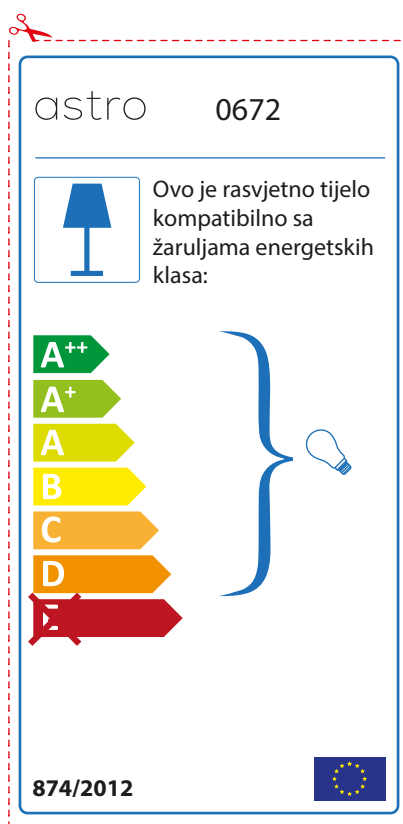 astro 0672
Ovo je rasvjetno tijelo
kompatibilno sa
žaruljama energetskih
klasa:
A++
A+
A
B
C
D
E
874/2012